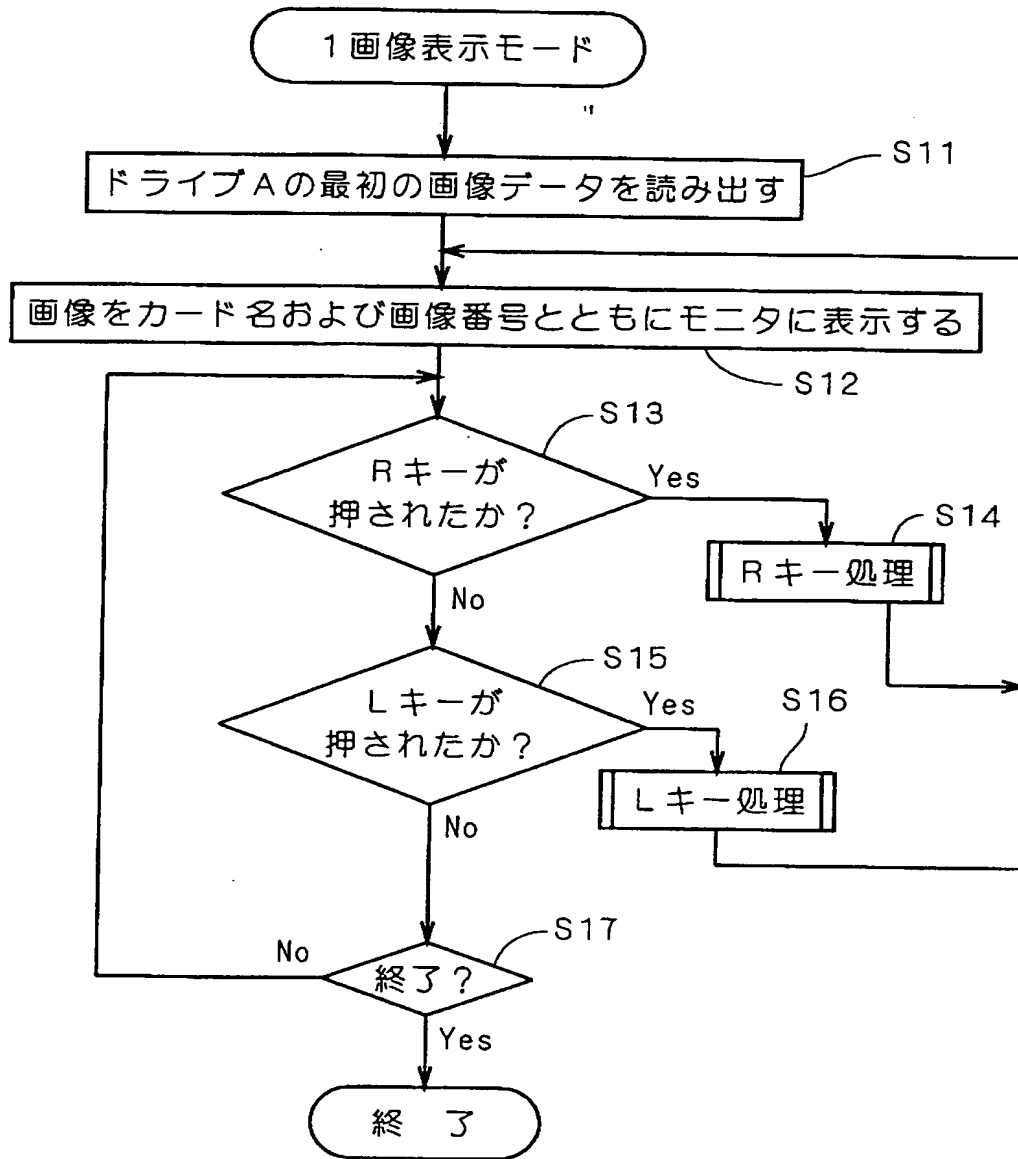 1画像表示モード
S11
ドライブAの最初の画像データを読み出す
画像をカード名および画像番号とともにモニタに表示する
S12
S13
Rキーが
押されたか?
Yes
No
S14
Rキー処理
S15
Lキーが
押されたか?
Yes
No
S16
Lキー処理
S17
終了?
No
Yes
終 了